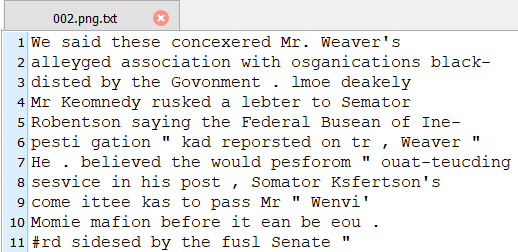 002.png.txt
1 We said these concexered Mr. Weaver's
2 alleyged association with osganications black-
3 disted by the Govonment . lmoe deakely
4 Mr Keomnedy rusked a lebter to Semator
5 Robertson saying the Federal Busean of Ine-
6 pesti gation " kad reporsted on tr , Weaver "
7 He . believed the would pesforom " ouat-teucding
8 sesvice in his post , Somator Ksfertson's
9 come ittee kas to pass Mr " Wenvi'
10 Momie mafion before it ean be eou .
11 #rd sidesed by the fusl Senate "